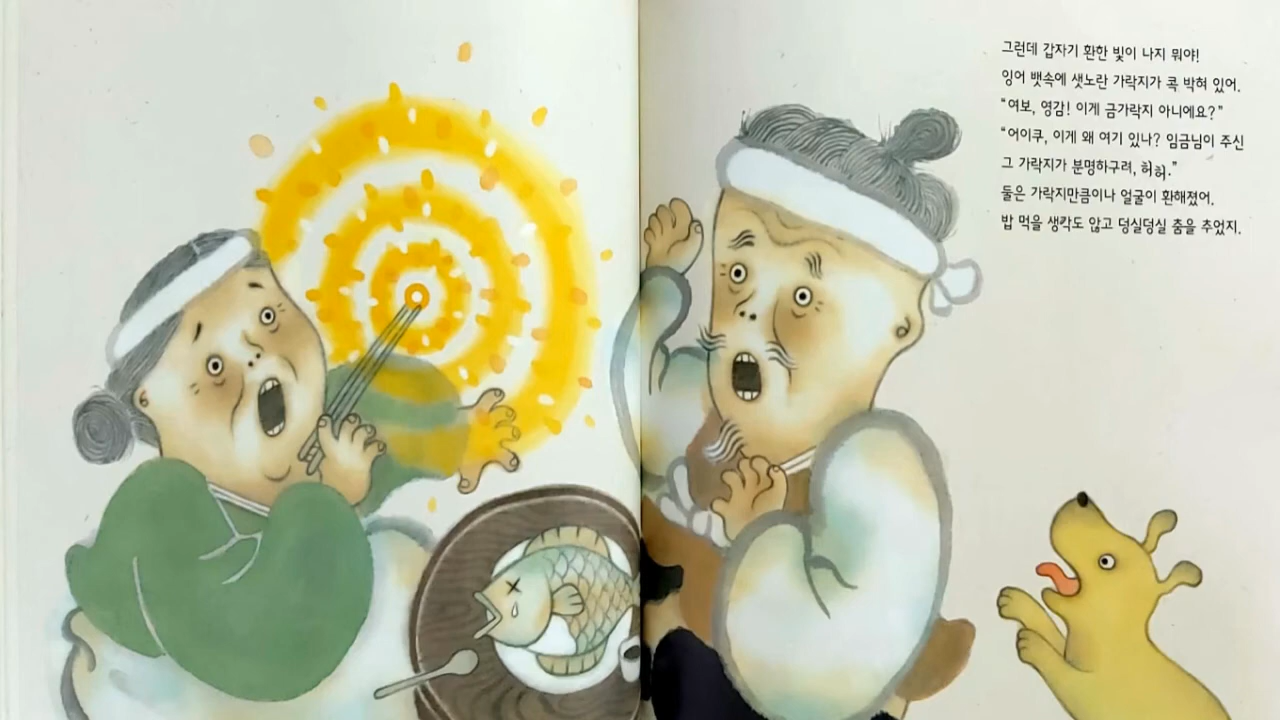 그런데 갑자기 환한 빛이 나지 뭐야!
잉어 뱃속에 샛노란 가락지가 콕 박혀 있어.
“여보, 영감! 이게 금가락지 아니에요?”
“어이쿠, 이게 왜 여기 있나? 임금님이 주신
그 가락지가 분명하구려, 허허.”
둘은 가락지만큼이나 얼굴이 환해졌어.
밥 먹을 생각도 않고 덩실덩실 춤을 추었지.